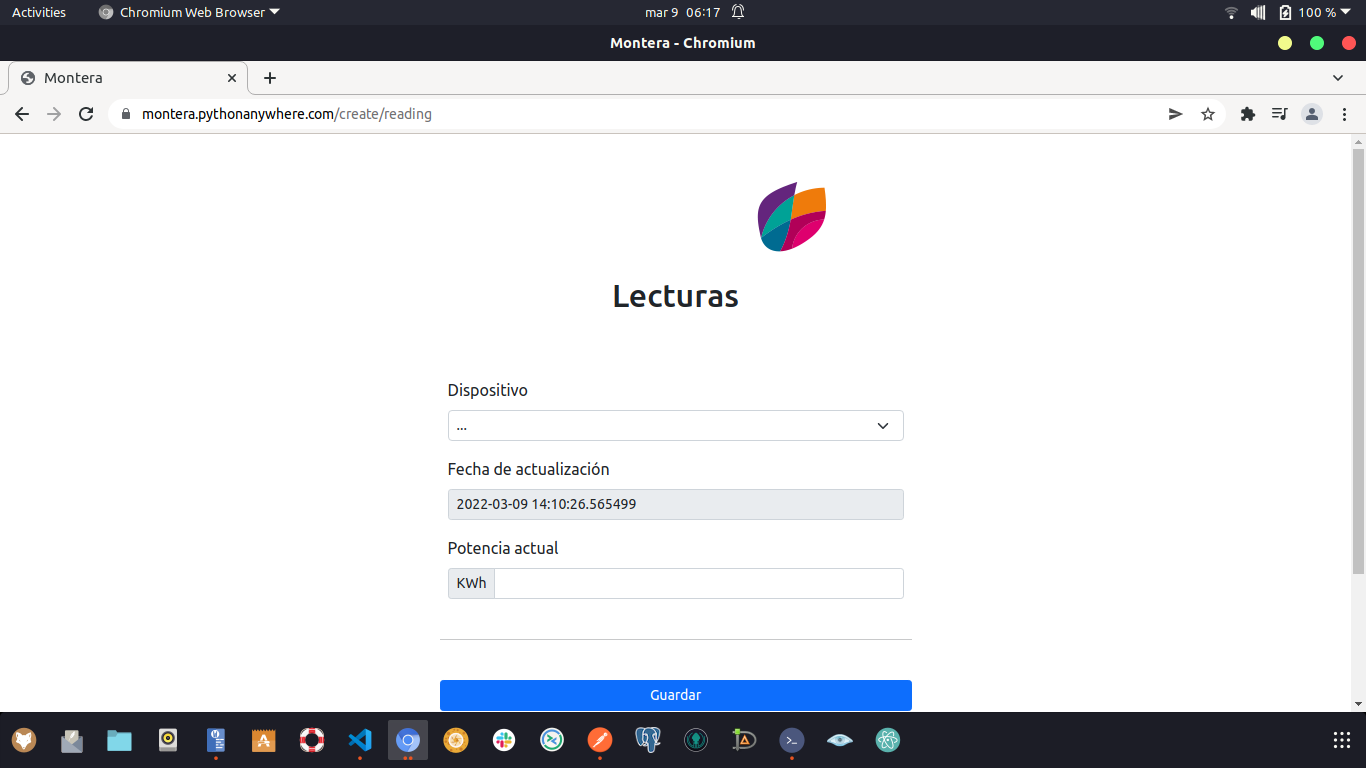 Activities Chromium Web Browser mar 9 06:17 100 %
Montera - Chromium
Montera
montera.pythonanywhere.com/create/reading
Lecturas
Dispositivo
...
Fecha de actualización
2022-03-09 14:10:26.565499
Potencia actual
KWh
Guardar